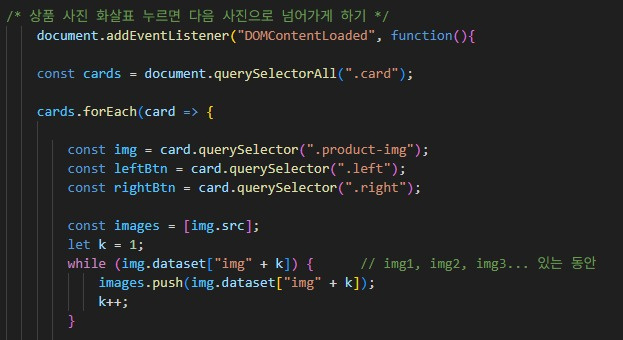 /* 상품 사진 화살표 누르면 다음 사진으로 넘어가게 하기 */
document.addEventListener("DOMContentLoaded", function(){
const cards = document.querySelectorAll(".card");
cards.forEach(card => {
const img = card.querySelector(".product-img");
const leftBtn = card.querySelector(".left");
const rightBtn = card.querySelector(".right");
const images = [img.src];
let k = 1;
while (img.dataset["img" + k]) { // img1, img2, img3... 있는 동안
images.push(img.dataset["img" + k]);
k++;
}